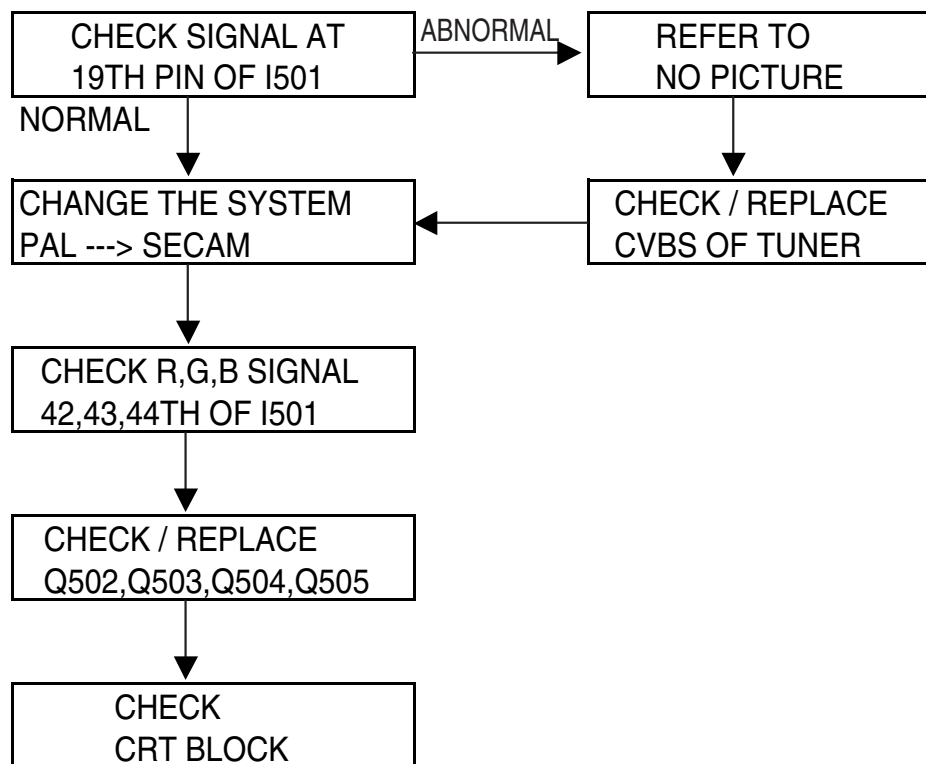 CHECK SIGNAL AT
19TH PIN OF I501
ABNORMAL
REFER TO
NO PICTURE
NORMAL
CHANGE THE SYSTEM
PAL ---> SECAM
CHECK / REPLACE
CVBS OF TUNER
CHECK R,G,B SIGNAL
42,43,44TH OF I501
CHECK / REPLACE
Q502,Q503,Q504,Q505
CHECK
CRT BLOCK